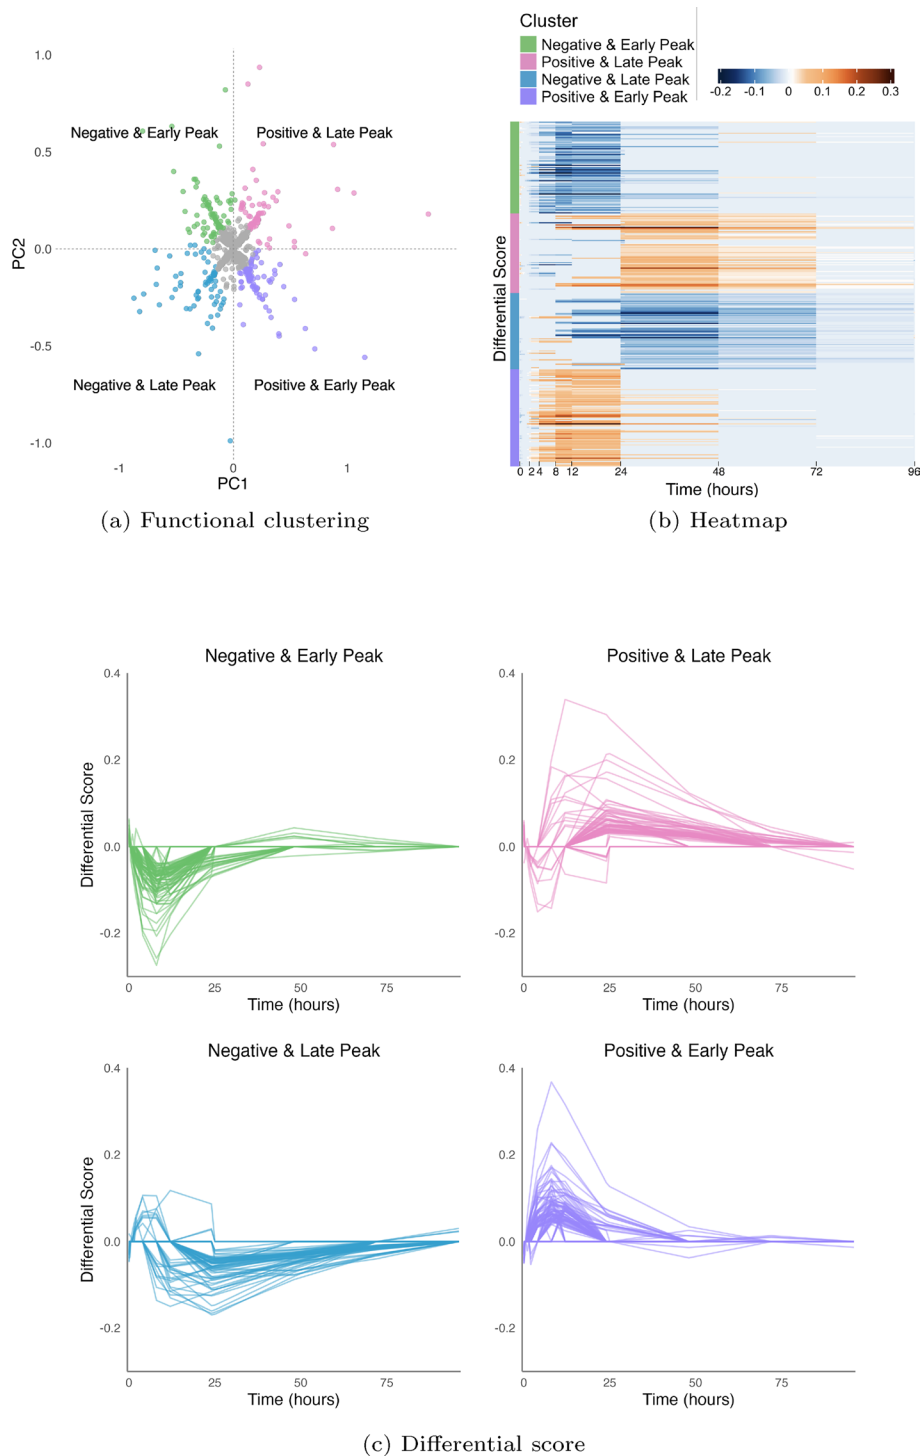 1.0
Negative & Early Peak
Positive & Late Peak
0.5
PC2
0.0
-0.5
Negative & Late Peak
Positive & Early Peak
-1.0
-1 0 1
PC1
(a) Functional clustering
Cluster
Negative & Early Peak
Positive & Late Peak
Negative & Late Peak
Positive & Early Peak
-0.2 -0.1 0 0.1 0.2 0.3
Differential Score
0 2 4 8 12 24 48 72 96
Time (hours)
(b) Heatmap
Negative & Early Peak
0.4
0.2
0.0
-0.2
Differential Score
0 25 50 75
Time (hours)
Positive & Late Peak
0.4
0.2
0.0
-0.2
0 25 50 75
Time (hours)
Negative & Late Peak
0.4
0.2
0.0
-0.2
Differential Score
0 25 50 75
Time (hours)
Positive & Early Peak
0.4
0.2
0.0
-0.2
0 25 50 75
Time (hours)
(c) Differential score